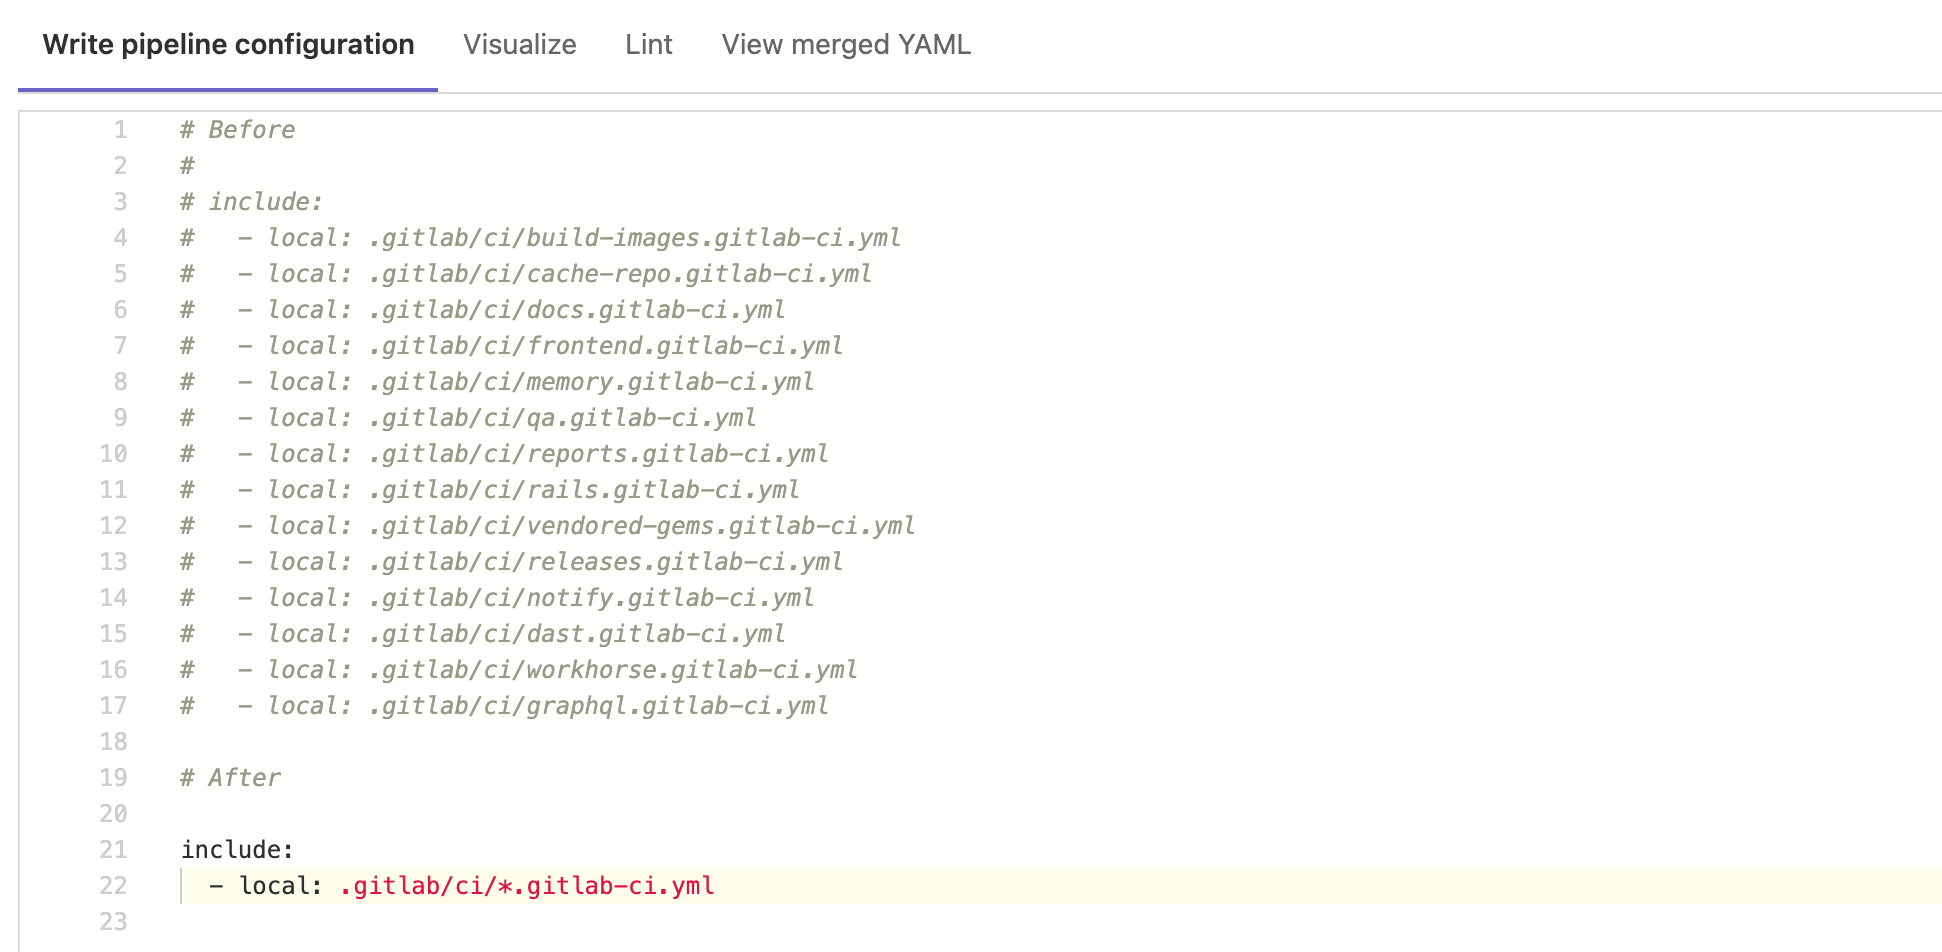 Write pipeline configuration Visualize Lint View merged YAML
1 # Before
2 #
3 # include:
4 #   - local: .gitlab/ci/build-images.gitlab-ci.yml
5 #   - local: .gitlab/ci/cache-repo.gitlab-ci.yml
6 #   - local: .gitlab/ci/docs.gitlab-ci.yml
7 #   - local: .gitlab/ci/frontend.gitlab-ci.yml
8 #   - local: .gitlab/ci/memory.gitlab-ci.yml
9 #   - local: .gitlab/ci/qa.gitlab-ci.yml
10 #   - local: .gitlab/ci/reports.gitlab-ci.yml
11 #   - local: .gitlab/ci/rails.gitlab-ci.yml
12 #   - local: .gitlab/ci/vendored-gems.gitlab-ci.yml
13 #   - local: .gitlab/ci/releases.gitlab-ci.yml
14 #   - local: .gitlab/ci/notify.gitlab-ci.yml
15 #   - local: .gitlab/ci/dast.gitlab-ci.yml
16 #   - local: .gitlab/ci/workhorse.gitlab-ci.yml
17 #   - local: .gitlab/ci/graphql.gitlab-ci.yml
18
19 # After
20
21 include:
22   - local: .gitlab/ci/*.gitlab-ci.yml
23